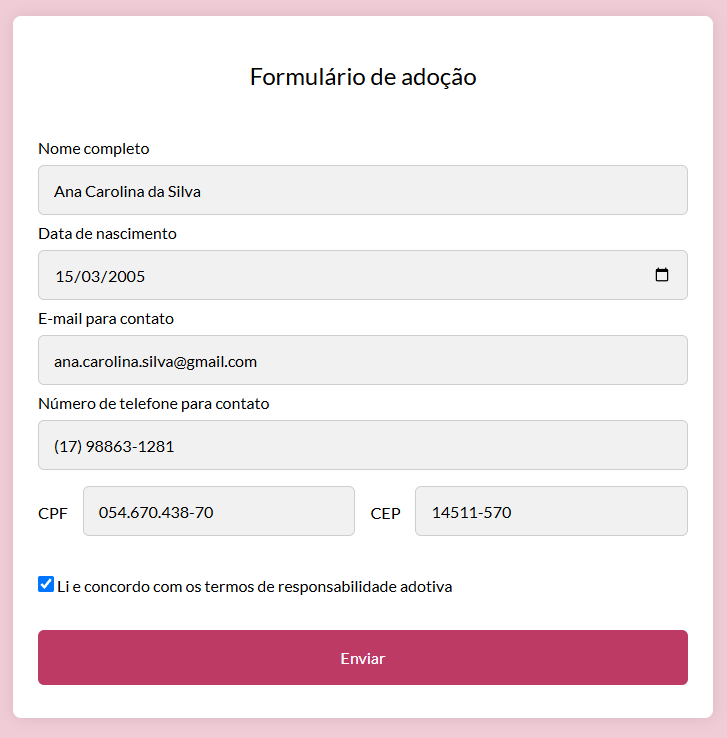 Formulário de adoção
Nome completo
Ana Carolina da Silva
Data de nascimento
15/03/2005
E-mail para contato
ana.carolina.silva@gmail.com
Número de telefone para contato
(17) 98863-1281
CPF 054.670.438-70 CEP 14511-570
Li e concordo com os termos de responsabilidade adotiva
Enviar